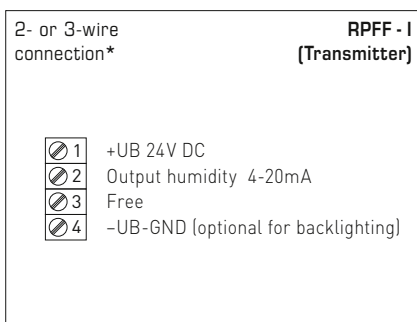 2- or 3-wire RPFF - I
connection* (Transmitter)
1 +UB 24V DC
2 Output humidity 4-20mA
3 Free
4 –UB-GND (optional for backlighting)